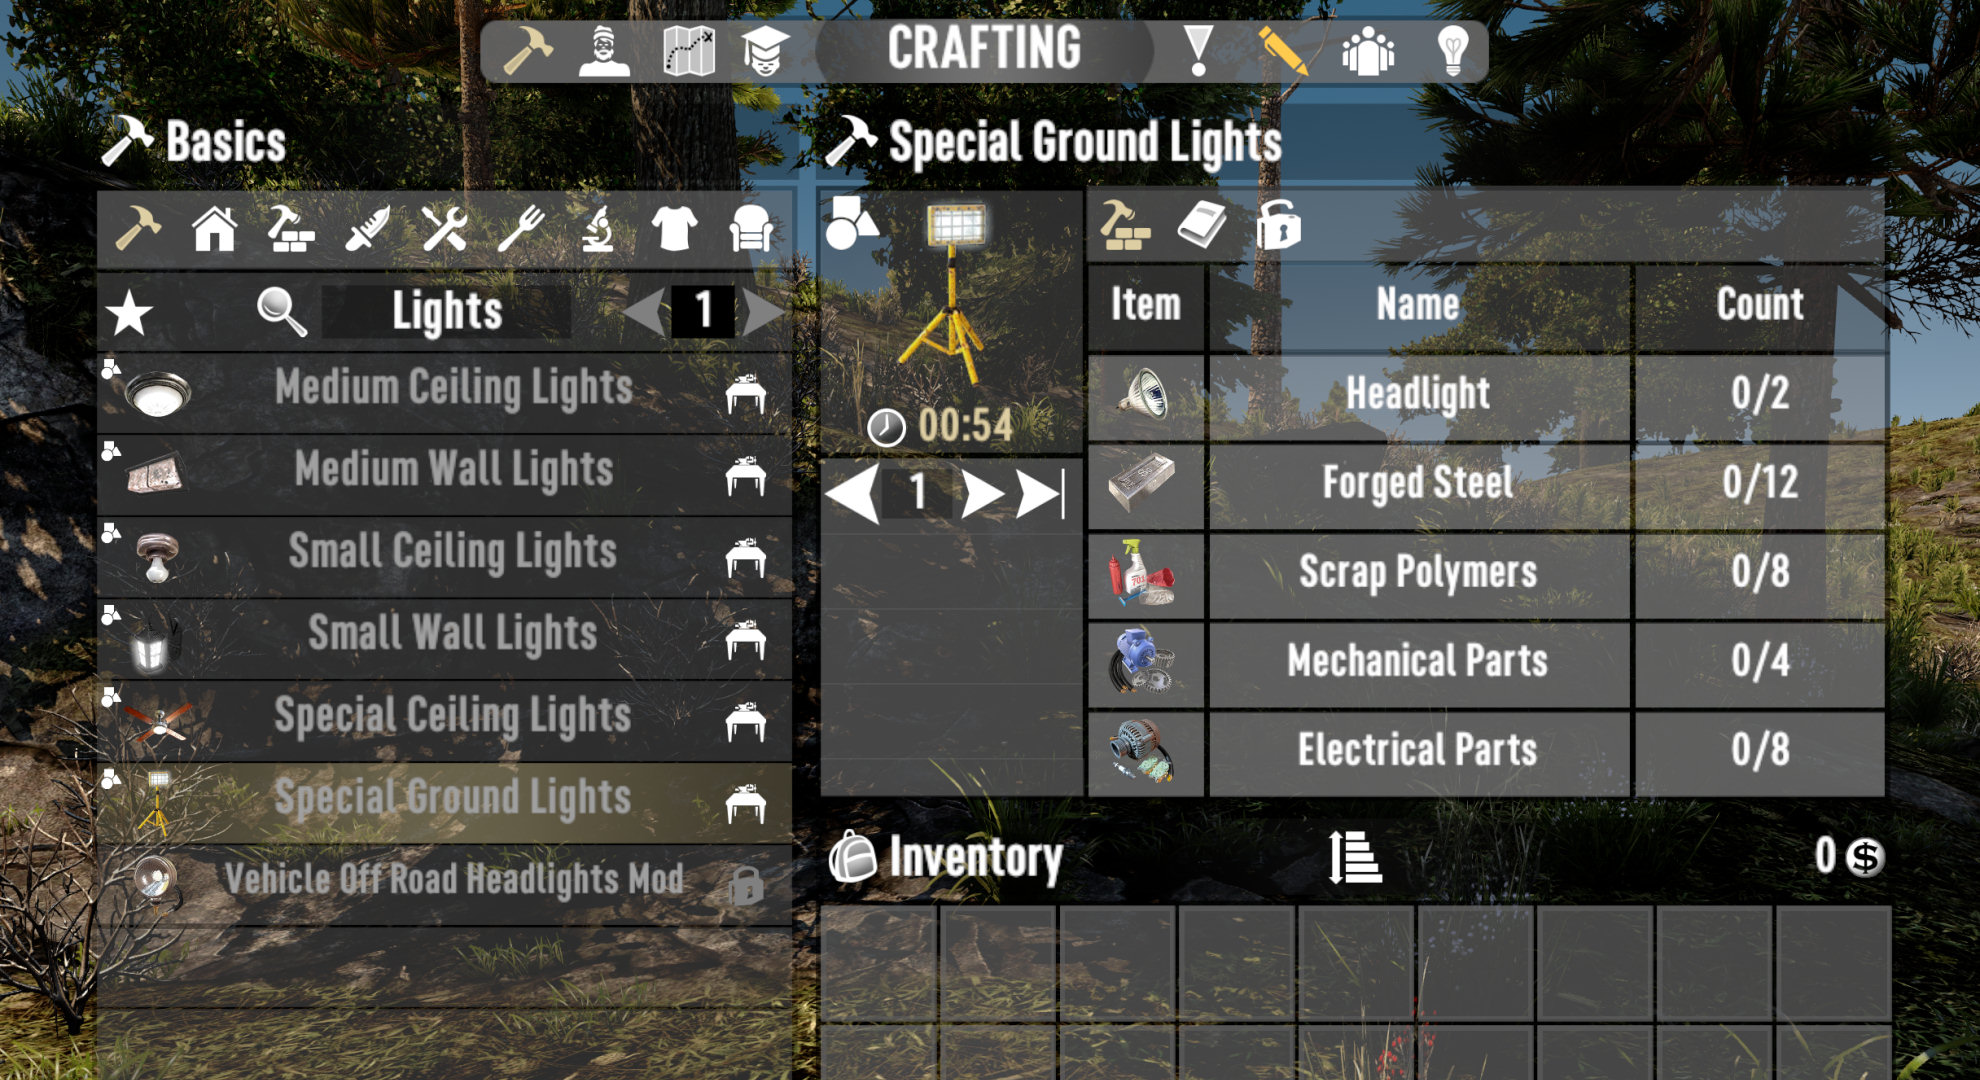 CRAFTING
Basics
Lights
1
Medium Ceiling Lights
Medium Wall Lights
Small Ceiling Lights
Small Wall Lights
Special Ceiling Lights
Special Ground Lights
Vehicle Off Road Headlights Mod
Special Ground Lights
00:54
1
Item Name Count
Headlight 0/2
Forged Steel 0/12
Scrap Polymers 0/8
Mechanical Parts 0/4
Electrical Parts 0/8
Inventory
0 $